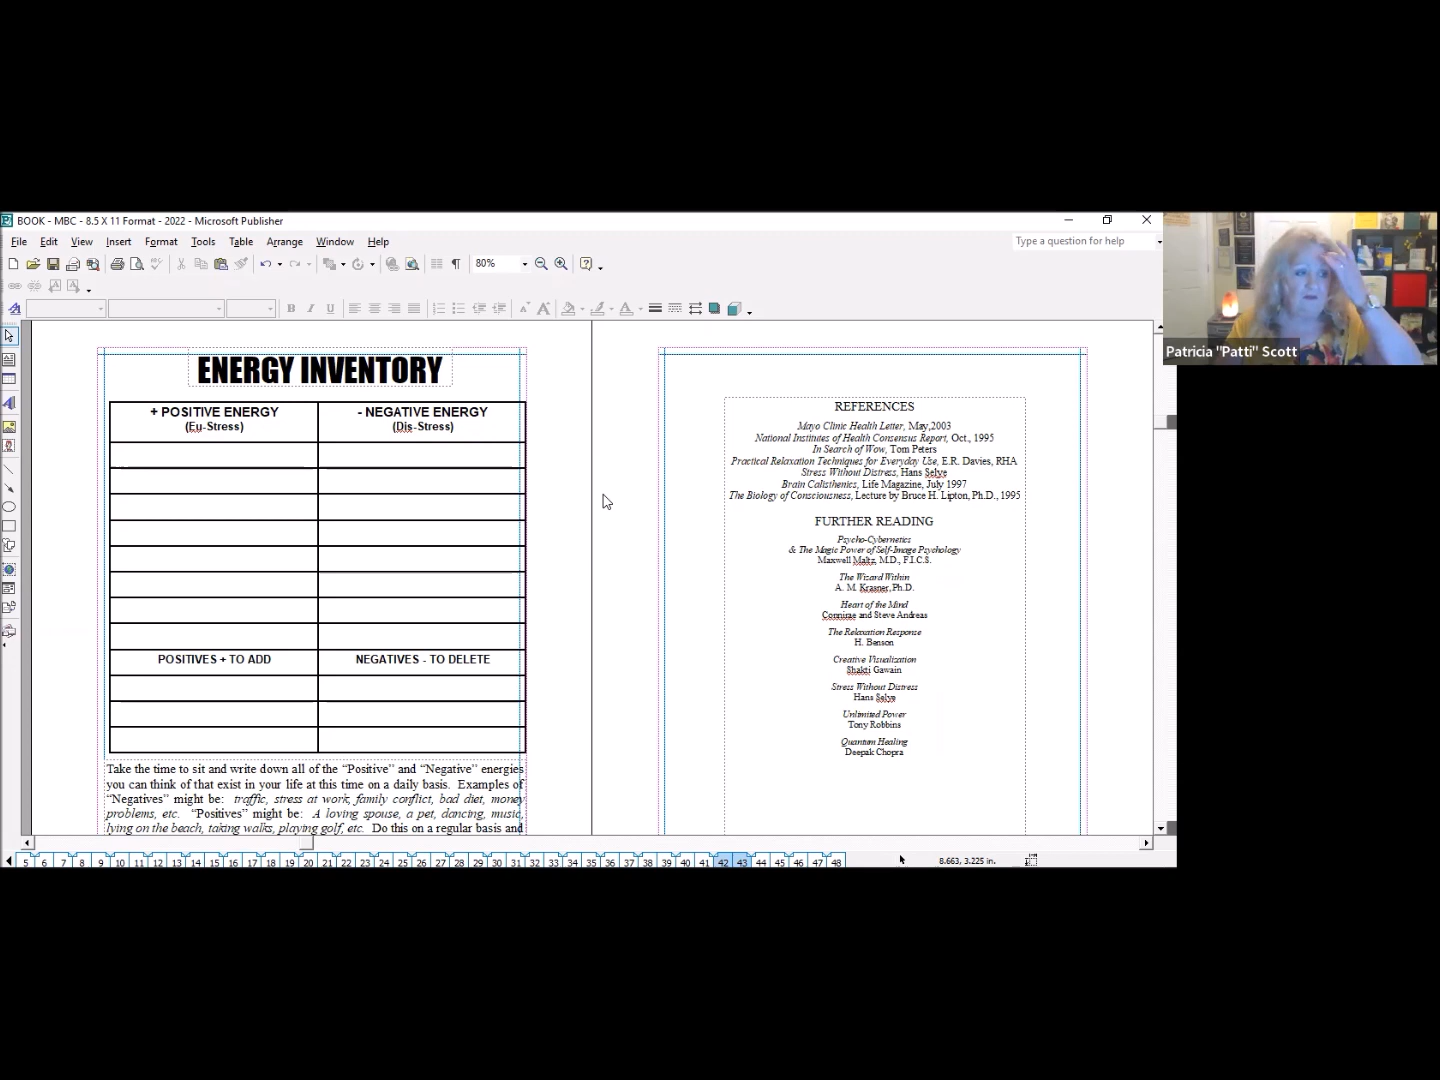 BOOK - MBC - 8.5 X 11 Format - 2022 - Microsoft Publisher
File Edit View Insert Format Tools Table Arrange Window Help
Type a question for help
80%
ENERGY INVENTORY
+ POSITIVE ENERGY
(Eu-Stress)
- NEGATIVE ENERGY
(Dis-Stress)
POSITIVES + TO ADD
NEGATIVES - TO DELETE
Take the time to sit and write down all of the “Positive” and “Negative” energies
you can think of that exist in your life at this time on a daily basis. Examples of
“Negatives” might be: traffic, stress at work, family conflict, bad diet, money
problems, etc. “Positives” might be: A loving spouse, a pet, dancing, music,
lying on the beach, taking walks, playing golf, etc. Do this on a regular basis and
REFERENCES
Mayo Clinic Health Letter, May,2003
National Institutes of Health Consensus Report, Oct., 1995
In Search of Wow, Tom Peters
Practical Relaxation Techniques for Everyday Use, E.R. Davies, RHA
Stress Without Distress, Hans Selye
Brain Calisthenics, Life Magazine, July 1997
The Biology of Consciousness, Lecture by Bruce H. Lipton, Ph.D., 1995
FURTHER READING
Psycho-Cybernetics
& The Magic Power of Self-Image Psychology
Maxwell Maltz, M.D., F.I.C.S.
The Wizard Within
A. M. Krasner, Ph.D.
Heart of the Mind
Connirae and Steve Andreas
The Relaxation Response
H. Benson
Creative Visualization
Shakti Gawain
Stress Without Distress
Hans Selye
Unlimited Power
Tony Robbins
Quantum Healing
Deepak Chopra
Patricia "Patti" Scott
5 6 7 8 9 10 11 12 13 14 15 16 17 18 19 20 21 22 23 24 25 26 27 28 29 30 31 32 33 34 35 36 37 38 39 40 41 42 43 44 45 46 47 48
8.663, 3.225 in.